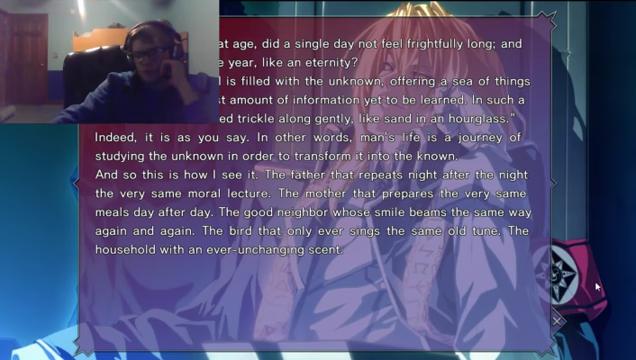 at age, did a single day not feel frightfully long; and
year, like an eternity?
is filled with the unknown, offering a sea of things
amount of information yet to be learned. In such a
trickle along gently, like sand in an hourglass."
Indeed, it is as you say. In other words, man's life is a journey of
studying the unknown in order to transform it into the known.
And so this is how I see it. The father that repeats night after the night
the very same moral lecture. The mother that prepares the very same
meals day after day. The good neighbor whose smile beams the same way
again and again. The bird that only ever sings the same old tune. The
household with an ever-unchanging scent.